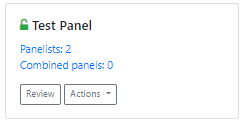 Test Panel
Panelists: 2
Combined panels: 0
Review Actions